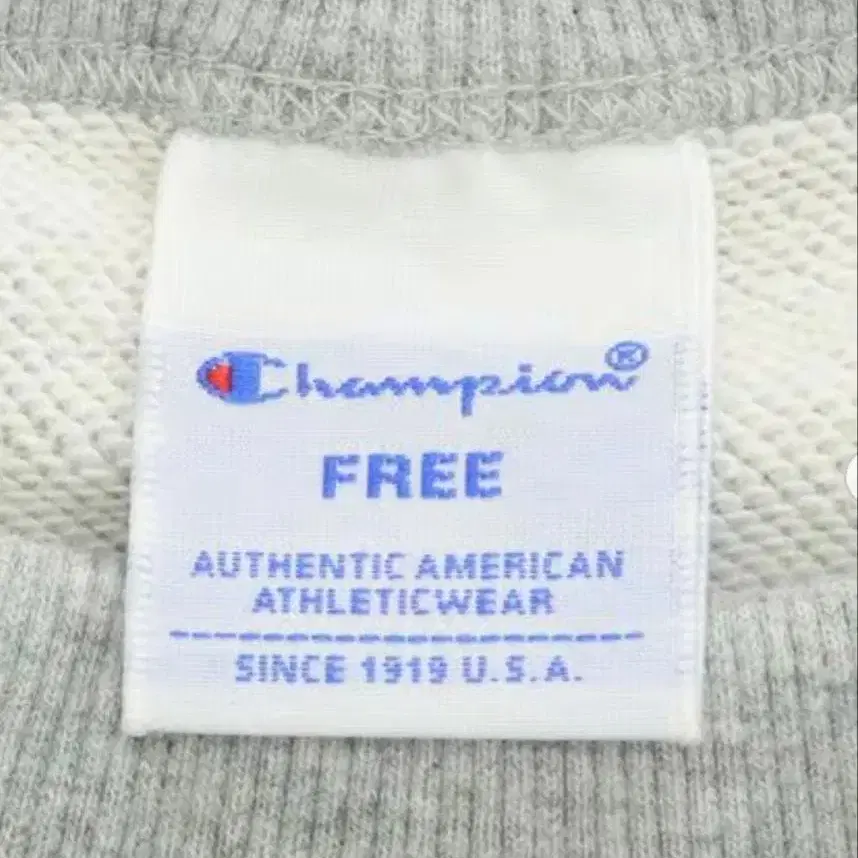 Champion®
FREE
AUTHENTIC AMERICAN
ATHLETICWEAR
SINCE 1919 U.S.A.